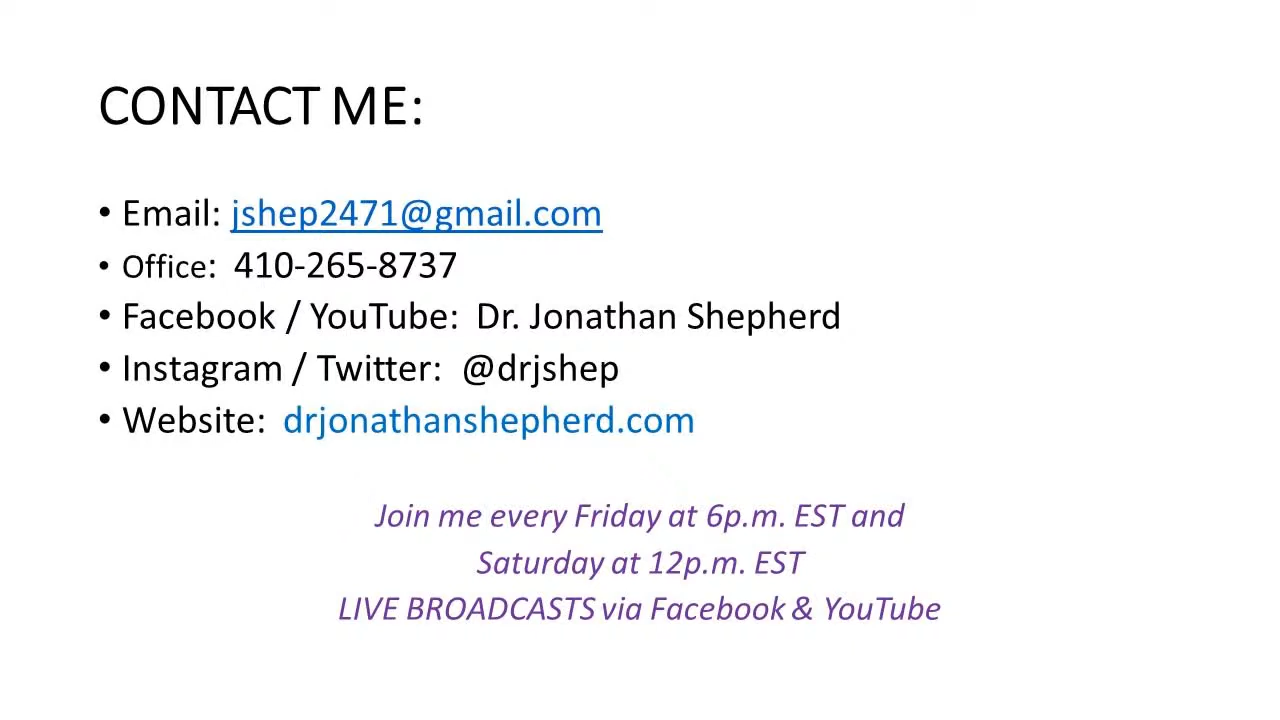 CONTACT ME:
• Email: jshep2471@gmail.com
• Office: 410-265-8737
• Facebook / YouTube: Dr. Jonathan Shepherd
• Instagram / Twitter: @drjshep
• Website: drjonathanshepherd.com
Join me every Friday at 6p.m. EST and
Saturday at 12p.m. EST
LIVE BROADCASTS via Facebook & YouTube